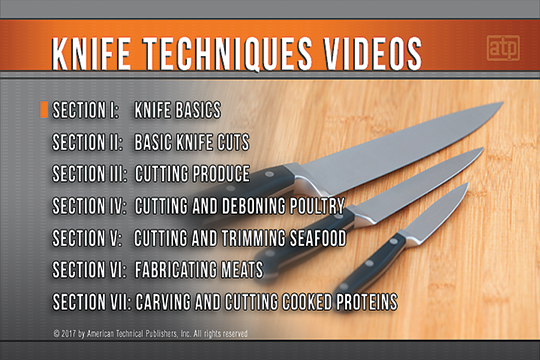 KNIFE TECHNIQUES VIDEOS
atp
SECTION I: KNIFE BASICS
SECTION II: BASIC KNIFE CUTS
SECTION III: CUTTING PRODUCE
SECTION IV: CUTTING AND DEBONING POULTRY
SECTION V: CUTTING AND TRIMMING SEAFOOD
SECTION VI: FABRICATING MEATS
SECTION VII: CARVING AND CUTTING COOKED PROTEINS
© 2017 by American Technical Publishers, Inc. All rights reserved